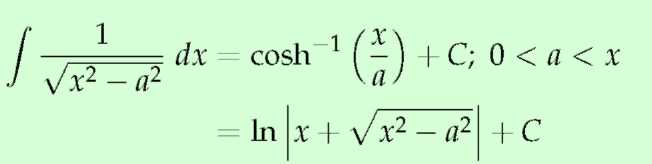 ∫ 1/√(x² − a²) dx = cosh⁻¹ (x/a) + C; 0 < a < x
= ln |x + √(x² − a²)| + C